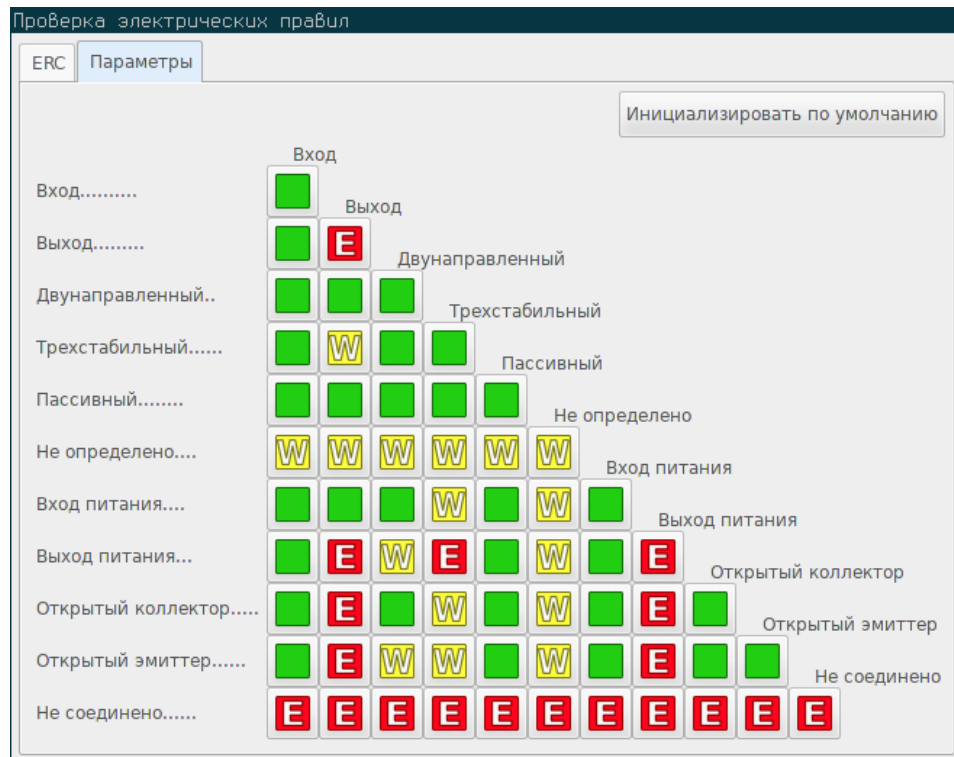 Проверка электрических правил
ERC Параметры
Инициализировать по умолчанию
Вход
Вход..........
Выход
Выход......... E
Двунаправленный
Двунаправленный..
Трехстабильный
Трехстабильный...... W
Пассивный
Пассивный........
Не определено
Не определено.... W W W W W W
Вход питания
Вход питания.... W W
Выход питания
Выход питания... E W E W E
Открытый коллектор
Открытый коллектор..... E W W E
Открытый эмиттер
Открытый эмиттер...... E W W W E
Не соединено
Не соединено...... E E E E E E E E E E E